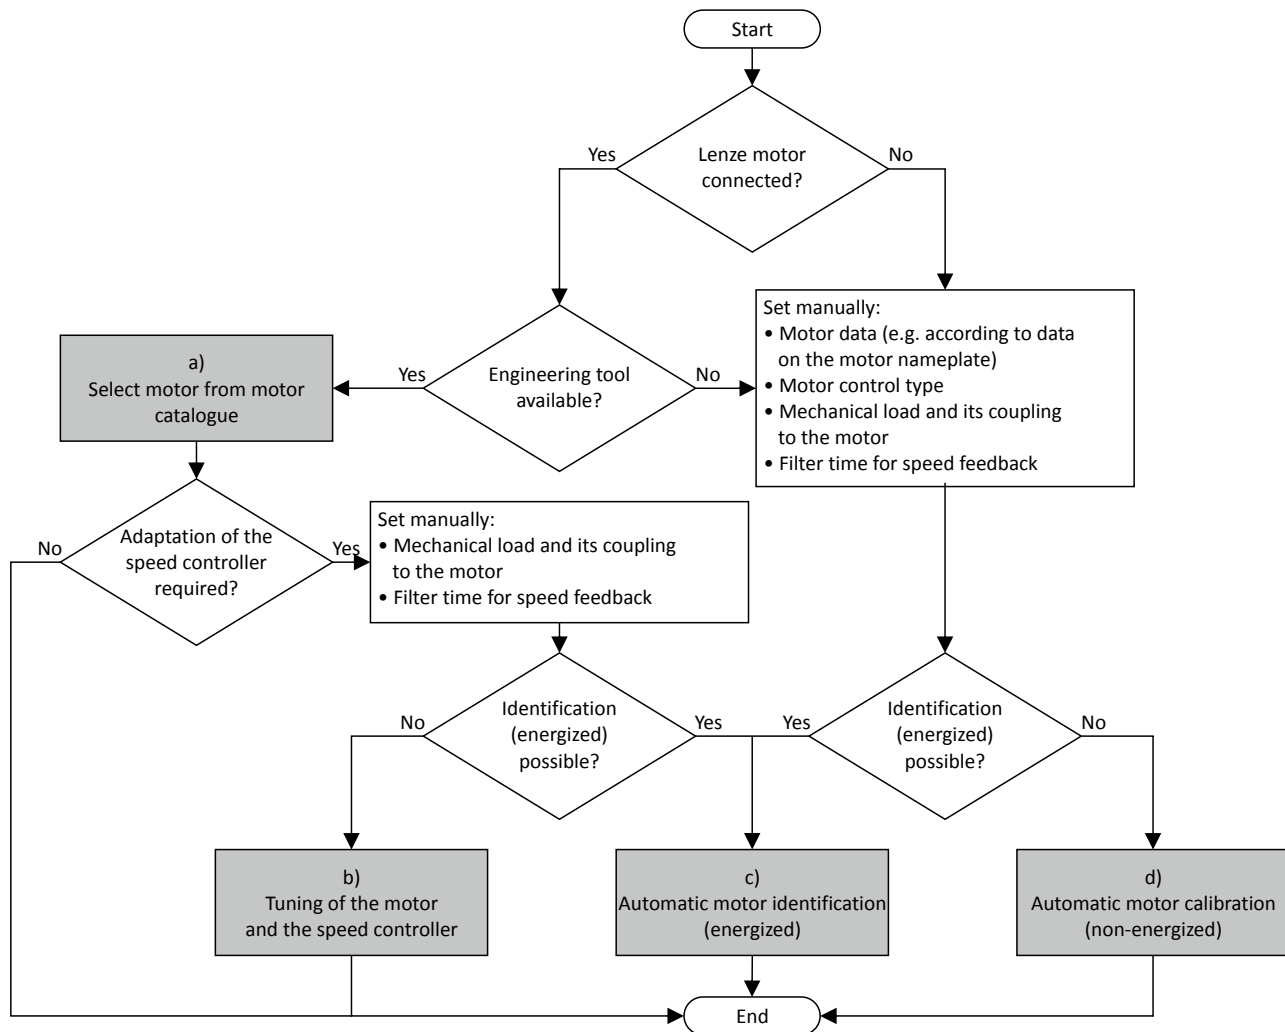 Start
Lenze motor
connected?
Yes
No
Set manually:
• Motor data (e.g. according to data
on the motor nameplate)
• Motor control type
• Mechanical load and its coupling
to the motor
• Filter time for speed feedback
Engineering tool
available?
Yes
No
a)
Select motor from motor
catalogue
Adaptation of the
speed controller
required?
No
Yes
Set manually:
• Mechanical load and its coupling
to the motor
• Filter time for speed feedback
Identification
(energized)
possible?
No
Yes
Identification
(energized)
possible?
Yes
No
b)
Tuning of the motor
and the speed controller
c)
Automatic motor identification
(energized)
d)
Automatic motor calibration
(non-energized)
End